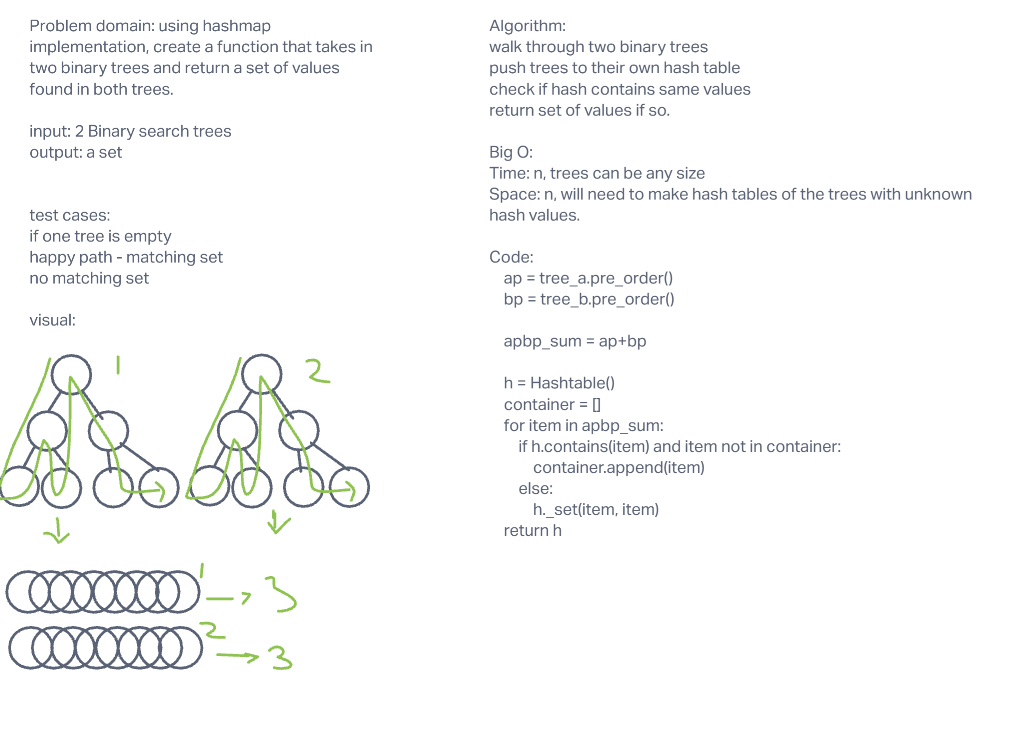 Problem domain: using hashmap
implementation, create a function that takes in
two binary trees and return a set of values
found in both trees.
input: 2 Binary search trees
output: a set
test cases:
if one tree is empty
happy path - matching set
no matching set
visual:
1
2
1
3
2
3
Algorithm:
walk through two binary trees
push trees to their own hash table
check if hash contains same values
return set of values if so.
Big O:
Time: n, trees can be any size
Space: n, will need to make hash tables of the trees with unknown
hash values.
Code:
ap = tree_a.pre_order()
bp = tree_b.pre_order()
apbp_sum = ap+bp
h = Hashtable()
container = []
for item in apbp_sum:
if h.contains(item) and item not in container:
container.append(item)
else:
h._set(item, item)
return h